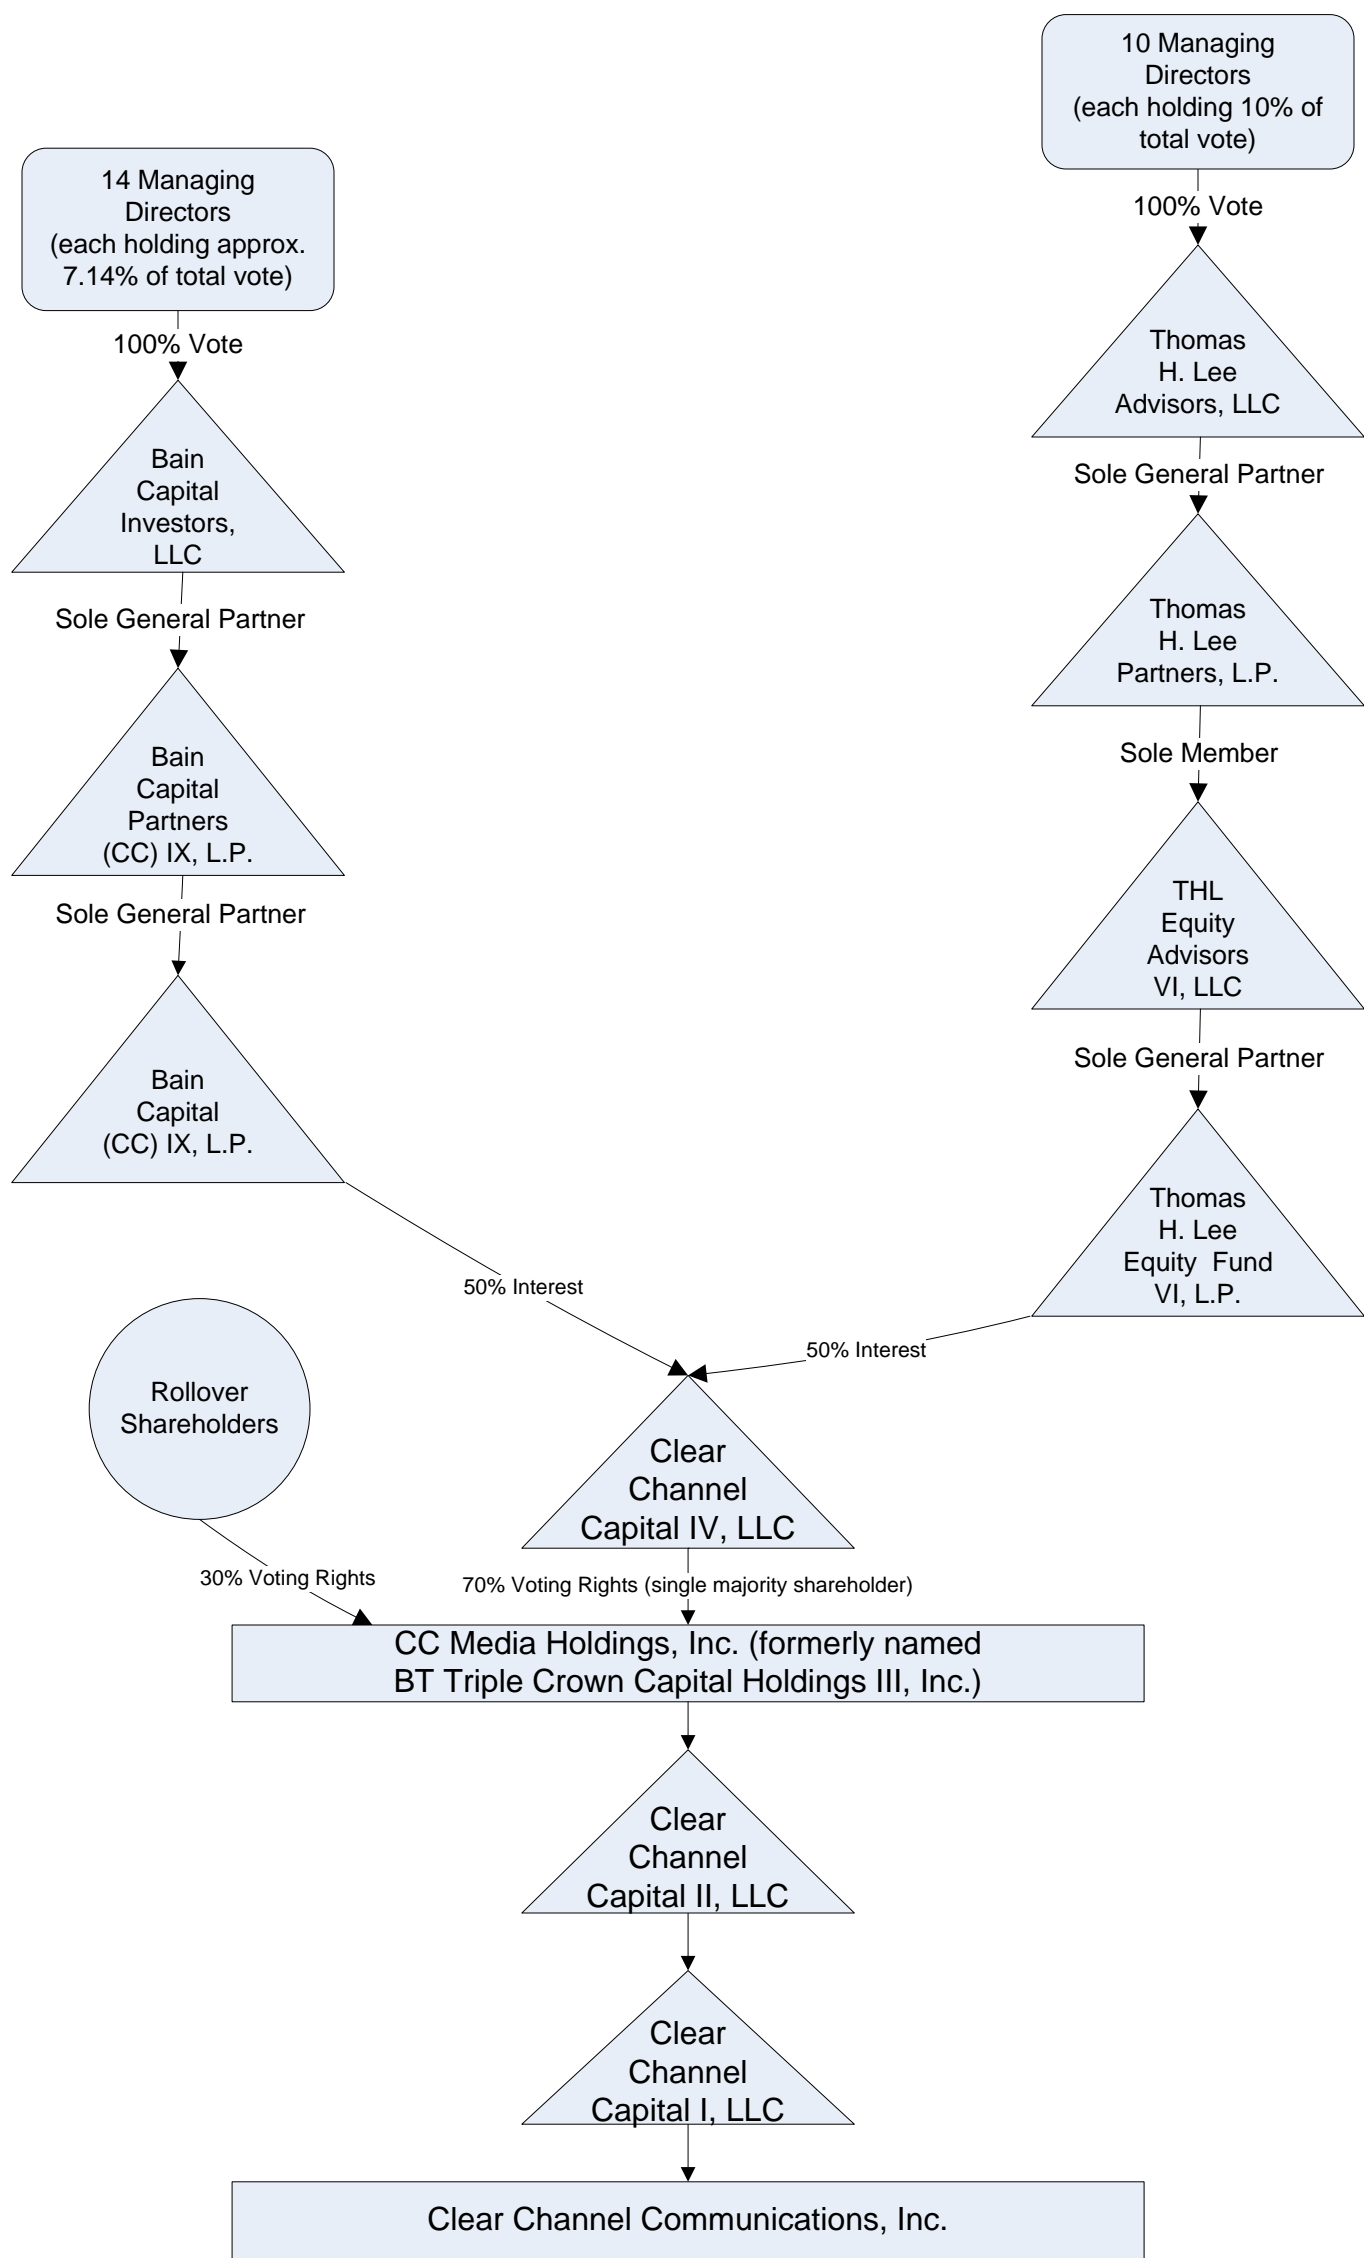 10 Managing
Directors
(each holding 10% of
total vote)
100% Vote
Thomas
H. Lee
Advisors, LLC
Sole General Partner
Thomas
H. Lee
Partners, L.P.
Sole Member
THL
Equity
Advisors
VI, LLC
Sole General Partner
Thomas
H. Lee
Equity  Fund
VI, L.P.
50% Interest
14 Managing
Directors
(each holding approx.
7.14% of total vote)
100% Vote
Bain
Capital
Investors,
LLC
Sole General Partner
Bain
Capital
Partners
(CC) IX, L.P.
Sole General Partner
Bain
Capital
(CC) IX, L.P.
50% Interest
Rollover
Shareholders
30% Voting Rights
Clear
Channel
Capital IV, LLC
70% Voting Rights (single majority shareholder)
CC Media Holdings, Inc. (formerly named
BT Triple Crown Capital Holdings III, Inc.)
Clear
Channel
Capital II, LLC
Clear
Channel
Capital I, LLC
Clear Channel Communications, Inc.